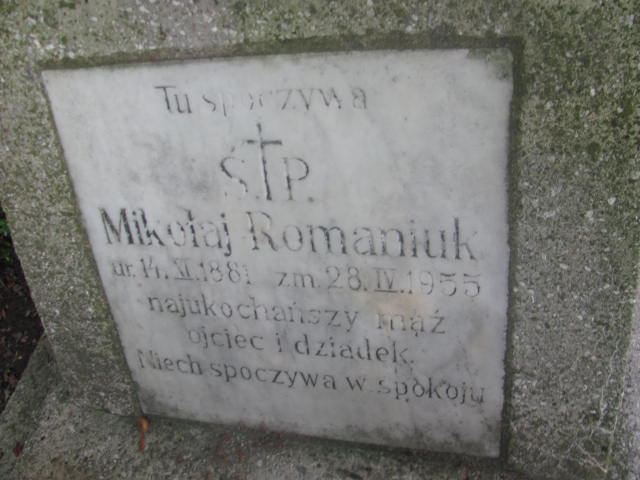 Tu spoczywa
Ś.†P.
Mikołaj Romaniuk
ur. 14. XI. 1881 zm. 28. IV. 1955
najukochańszy mąż
ojciec i dziadek.
Niech spoczywa w spokoju